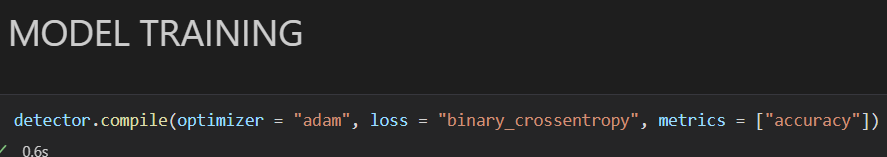 MODEL TRAINING
detector.compile(optimizer = "adam", loss = "binary_crossentropy", metrics = ["accuracy"])
0.6s